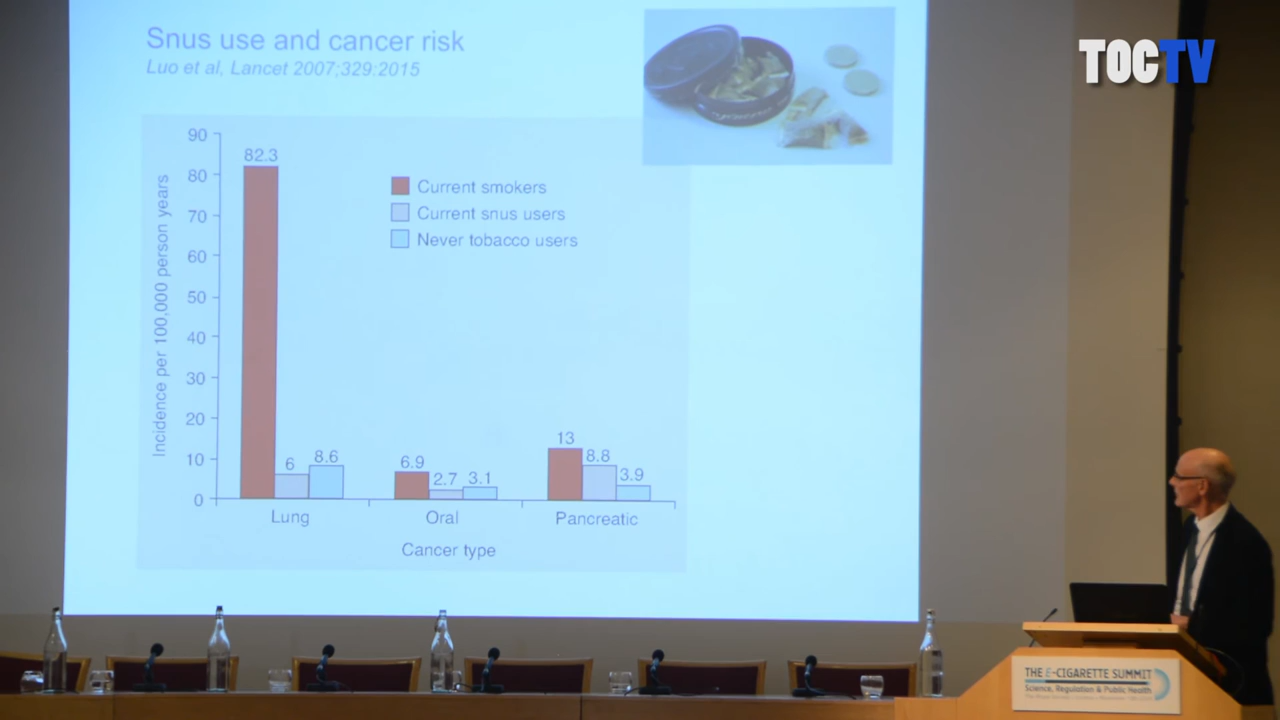 Snus use and cancer risk
Luo et al, Lancet 2007;329:2015
TOCTV
Incidence per 100,000 person years
90
80
70
60
50
40
30
20
10
0
82.3
6
8.6
6.9
2.7
3.1
13
8.8
3.9
Current smokers
Current snus users
Never tobacco users
Lung
Oral
Pancreatic
Cancer type
THE E-CIGARETTE SUMMIT
Science, Regulation & Public Health